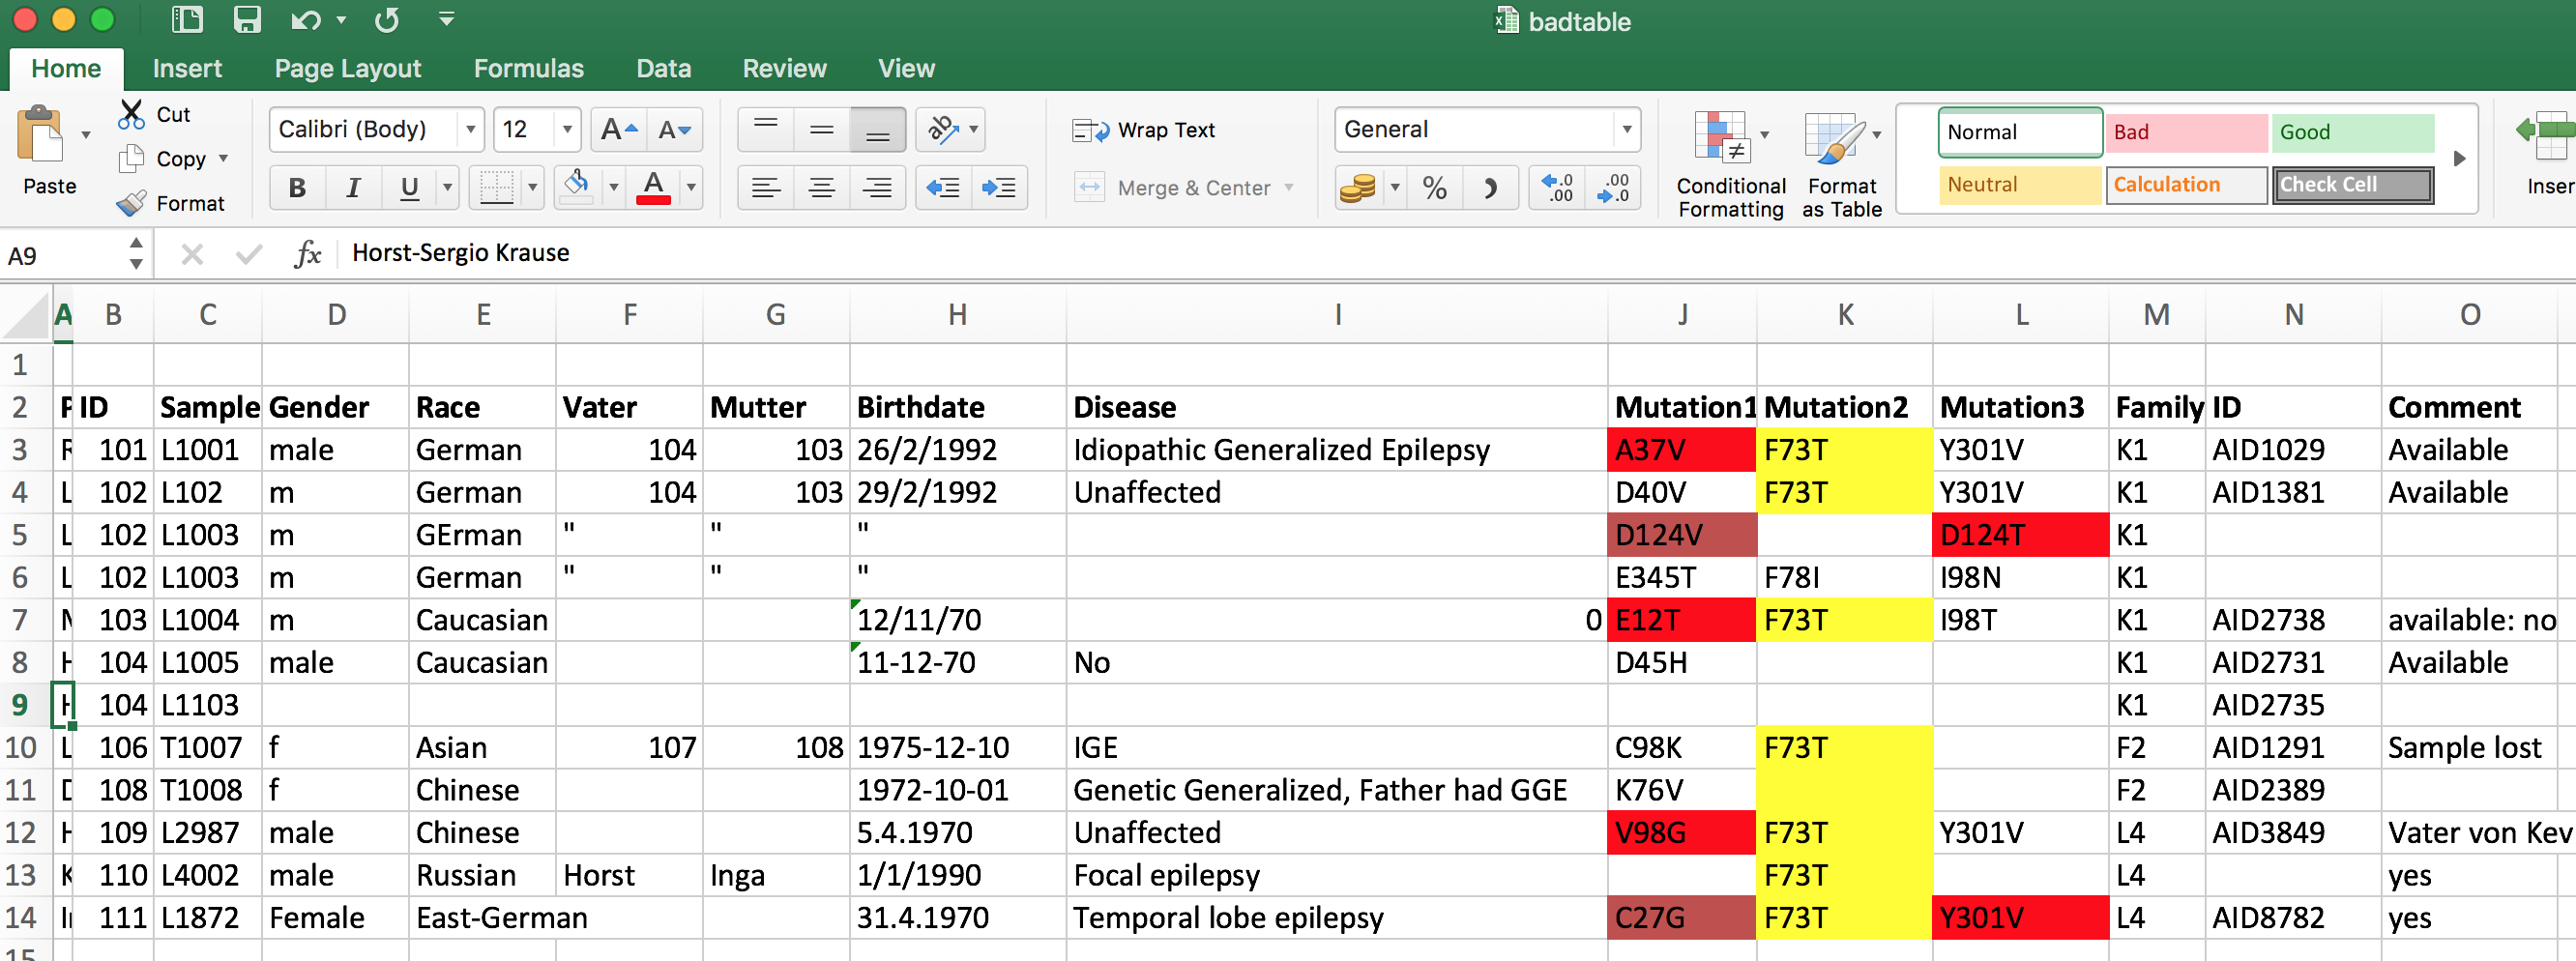 badtable
Home Insert Page Layout Formulas Data Review View
Cut
Copy
Format
Paste
Calibri (Body) 12 A A
B I U A
Wrap Text
Merge & Center
General
% .0 .00 .00 .0
Conditional Formatting
Format as Table
Normal Bad Good
Neutral Calculation Check Cell
Inser
A9 fx Horst-Sergio Krause
A B C D E F G H I J K L M N O
1
2 ID Sample Gender Race Vater Mutter Birthdate Disease Mutation1 Mutation2 Mutation3 Family ID Comment
3 R 101 L1001 male German 104 103 26/2/1992 Idiopathic Generalized Epilepsy A37V F73T Y301V K1 AID1029 Available
4 L 102 L102 m German 104 103 29/2/1992 Unaffected D40V F73T Y301V K1 AID1381 Available
5 L 102 L1003 m GErman " " " D124V D124T K1
6 L 102 L1003 m German " " " E345T F78I I98N K1
7 103 L1004 m Caucasian 12/11/70 0 E12T F73T I98T K1 AID2738 available: no
8 H 104 L1005 male Caucasian 11-12-70 No D45H K1 AID2731 Available
9 H 104 L1103 K1 AID2735
10 L 106 T1007 f Asian 107 108 1975-12-10 IGE C98K F73T F2 AID1291 Sample lost
11 D 108 T1008 f Chinese 1972-10-01 Genetic Generalized, Father had GGE K76V F2 AID2389
12 H 109 L2987 male Chinese 5.4.1970 Unaffected V98G F73T Y301V L4 AID3849 Vater von Kev
13 K 110 L4002 male Russian Horst Inga 1/1/1990 Focal epilepsy F73T L4 yes
14 111 L1872 Female East-German 31.4.1970 Temporal lobe epilepsy C27G F73T Y301V L4 AID8782 yes
15